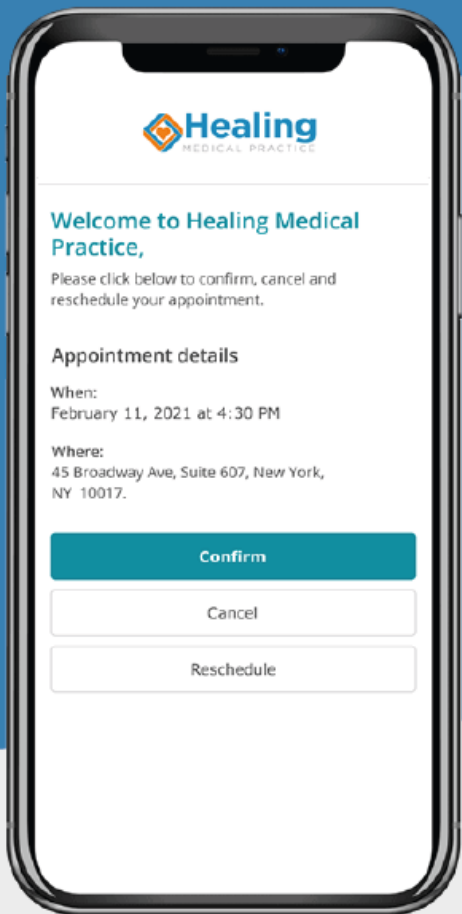 Healing
MEDICAL PRACTICE
Welcome to Healing Medical
Practice,
Please click below to confirm, cancel and
reschedule your appointment.
Appointment details
When:
February 11, 2021 at 4:30 PM
Where:
45 Broadway Ave, Suite 607, New York,
NY 10017.
Confirm
Cancel
Reschedule